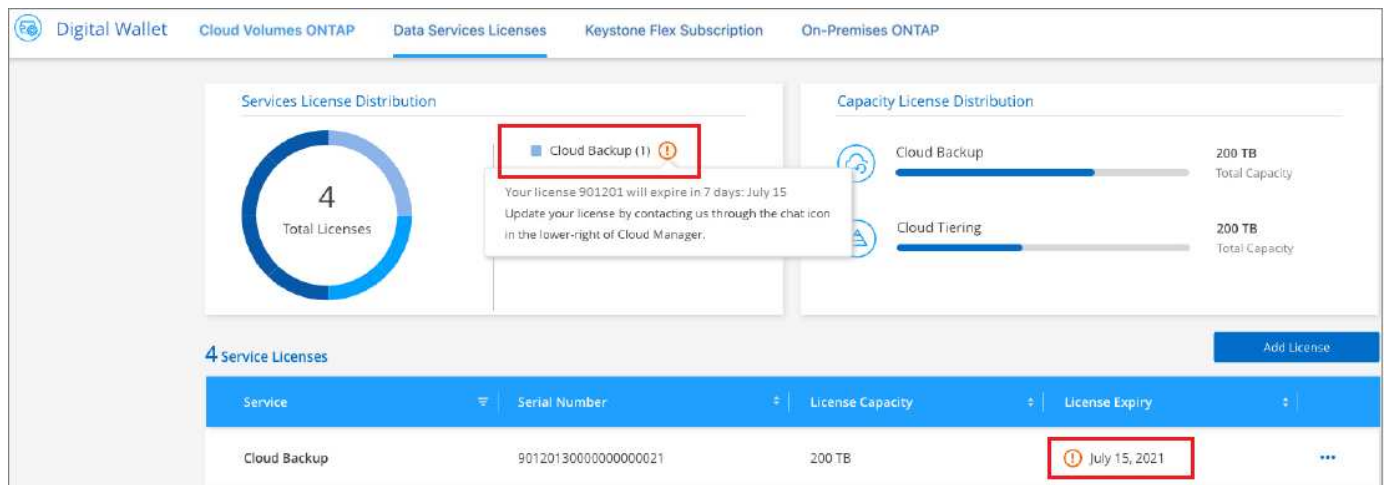 Digital Wallet
Cloud Volumes ONTAP
Data Services Licenses
Keystone Flex Subscription
On-Premises ONTAP
Services License Distribution
4
Total Licenses
Cloud Backup (1)
Your license 901201 will expire in 7 days: July 15
Update your license by contacting us through the chat icon
in the lower-right of Cloud Manager.
Capacity License Distribution
Cloud Backup
200 TB
Total Capacity
Cloud Tiering
200 TB
Total Capacity
4 Service Licenses
Add License
Service
Serial Number
License Capacity
License Expiry
Cloud Backup
90120130000000000021
200 TB
July 15, 2021